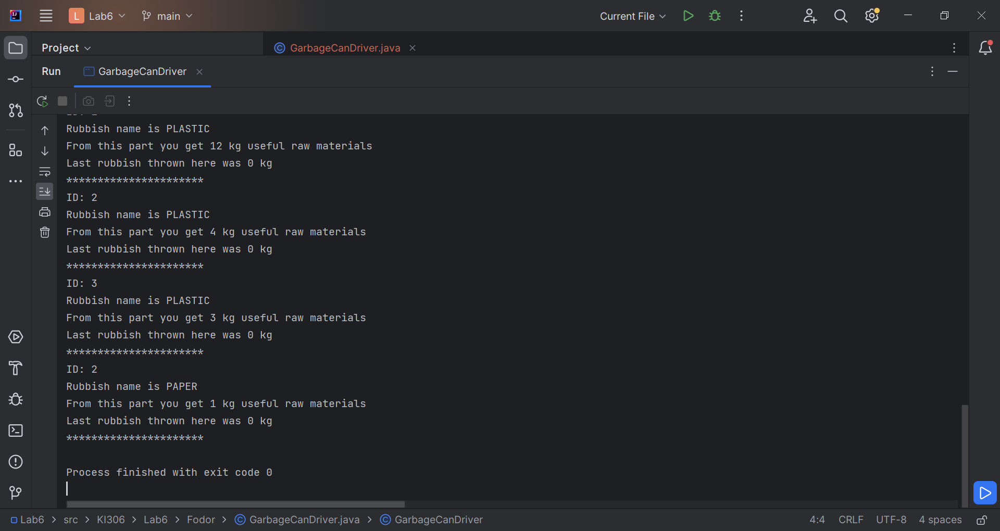 L Lab6 main Current File
Project GarbageCanDriver.java
Run GarbageCanDriver
Rubbish name is PLASTIC
From this part you get 12 kg useful raw materials
Last rubbish thrown here was 0 kg
**********************
ID: 2
Rubbish name is PLASTIC
From this part you get 4 kg useful raw materials
Last rubbish thrown here was 0 kg
**********************
ID: 3
Rubbish name is PLASTIC
From this part you get 3 kg useful raw materials
Last rubbish thrown here was 0 kg
**********************
ID: 2
Rubbish name is PAPER
From this part you get 1 kg useful raw materials
Last rubbish thrown here was 0 kg
**********************
Process finished with exit code 0
Lab6 > src > KI306 > Lab6 > Fodor > GarbageCanDriver.java > GarbageCanDriver 4:4 CRLF UTF-8 4 spaces